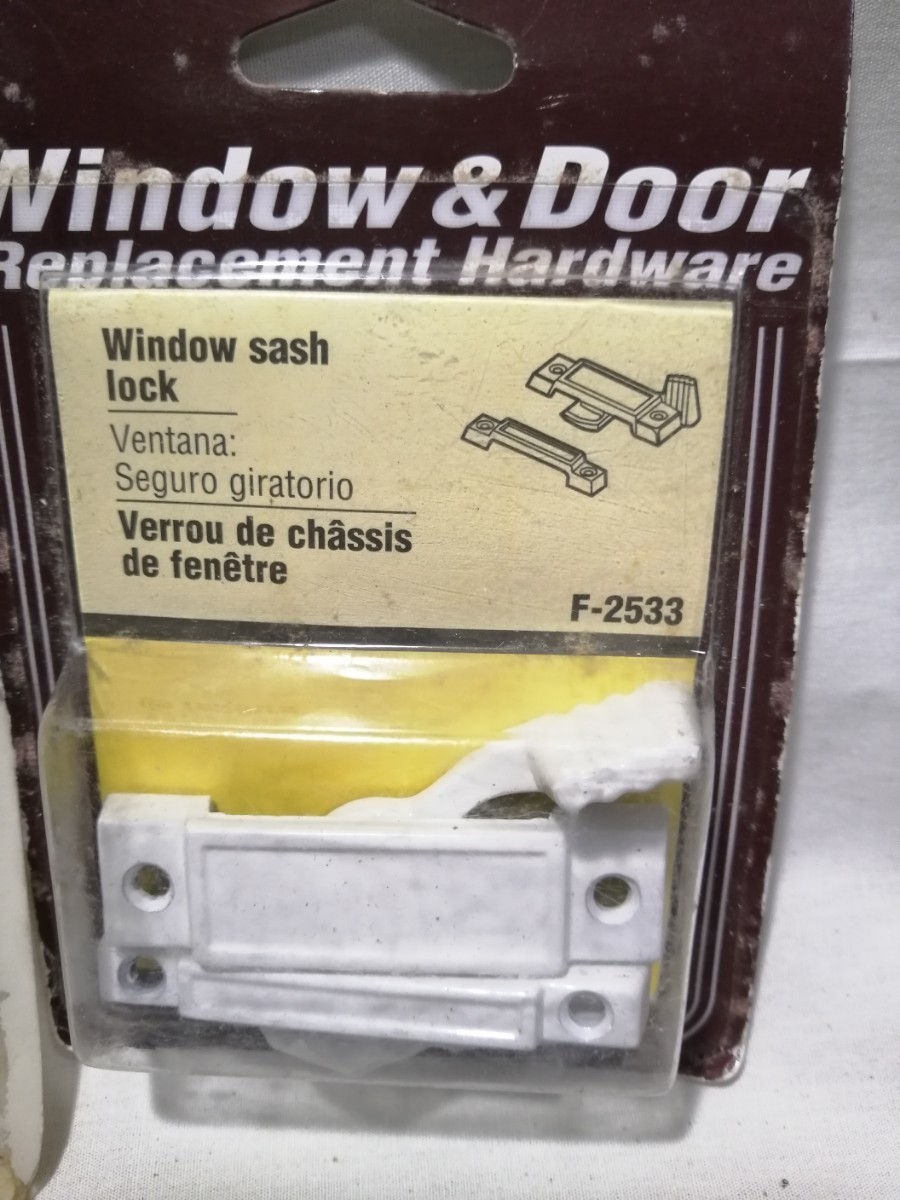 Window & Door
Replacement Hardware
Window sash
lock
Ventana:
Seguro giratorio
Verrou de châssis
de fenêtre
F-2533